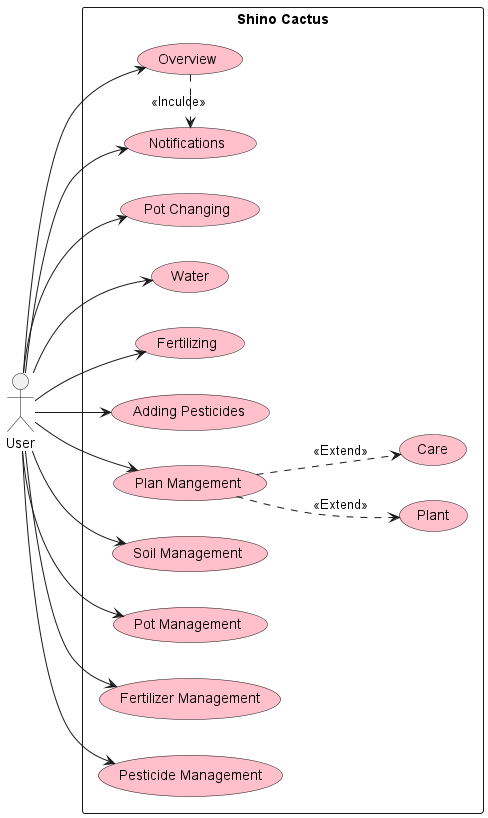 Shino Cactus
Overview
«Inculde»
Notifications
Pot Changing
Water
Fertilizing
Adding Pesticides
User
Plan Mangement
«Extend»
Care
«Extend»
Plant
Soil Management
Pot Management
Fertilizer Management
Pesticide Management